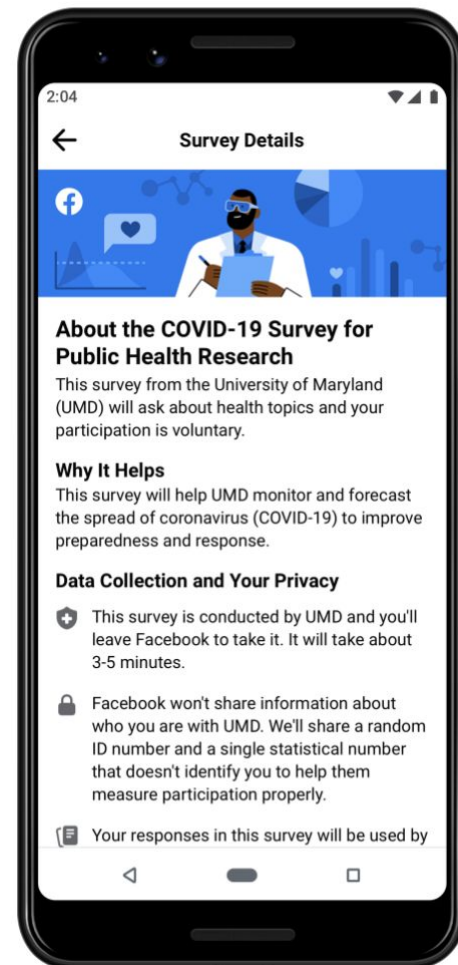 2:04
Survey Details
About the COVID-19 Survey for
Public Health Research
This survey from the University of Maryland
(UMD) will ask about health topics and your
participation is voluntary.
Why It Helps
This survey will help UMD monitor and forecast
the spread of coronavirus (COVID-19) to improve
preparedness and response.
Data Collection and Your Privacy
This survey is conducted by UMD and you'll
leave Facebook to take it. It will take about
3-5 minutes.
Facebook won't share information about
who you are with UMD. We'll share a random
ID number and a single statistical number
that doesn't identify you to help them
measure participation properly.
Your responses in this survey will be used by